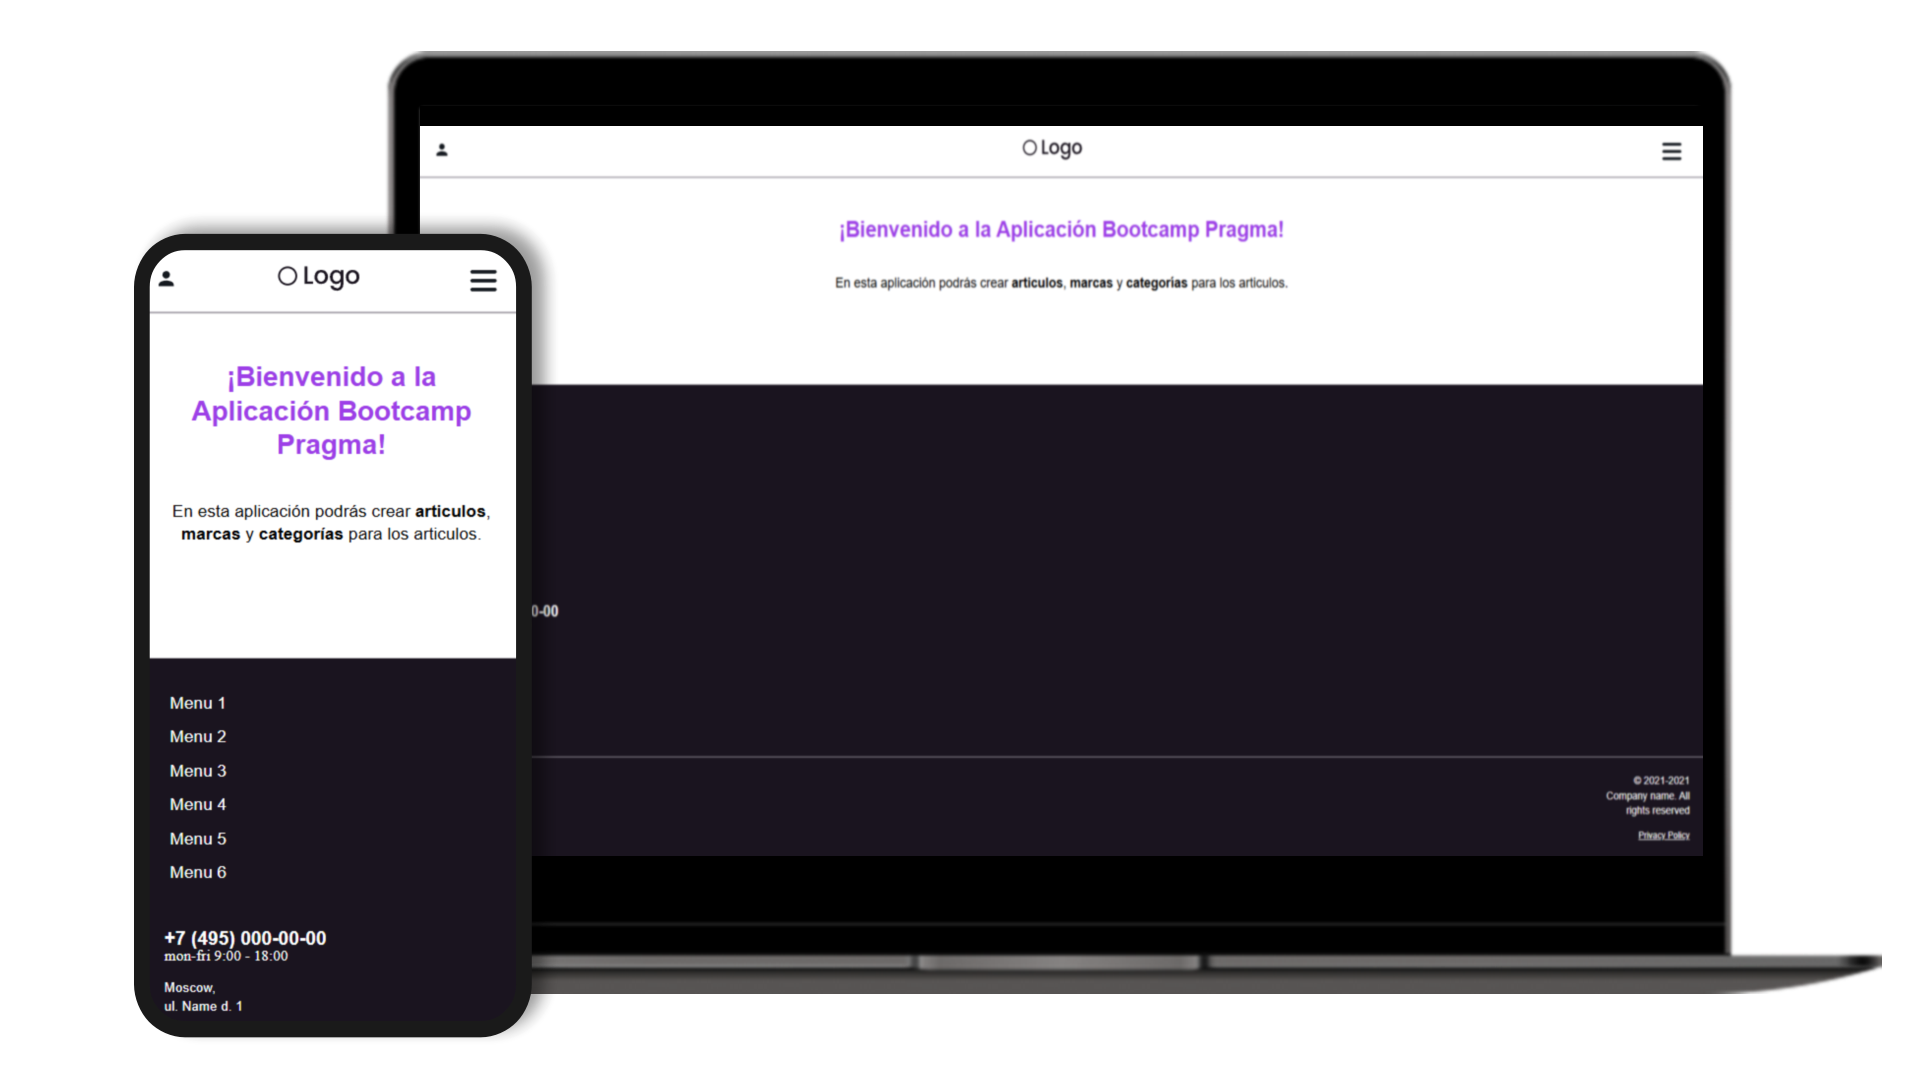 Logo
¡Bienvenido a la Aplicación Bootcamp Pragma!
En esta aplicación podrás crear articulos, marcas y categorías para los articulos.
0-00
© 2021-2021
Company name. All
rights reserved
Privacy Policy
Logo
¡Bienvenido a la
Aplicación Bootcamp
Pragma!
En esta aplicación podrás crear articulos,
marcas y categorías para los articulos.
Menu 1
Menu 2
Menu 3
Menu 4
Menu 5
Menu 6
+7 (495) 000-00-00
mon-fri 9:00 - 18:00
Moscow,
ul. Name d. 1